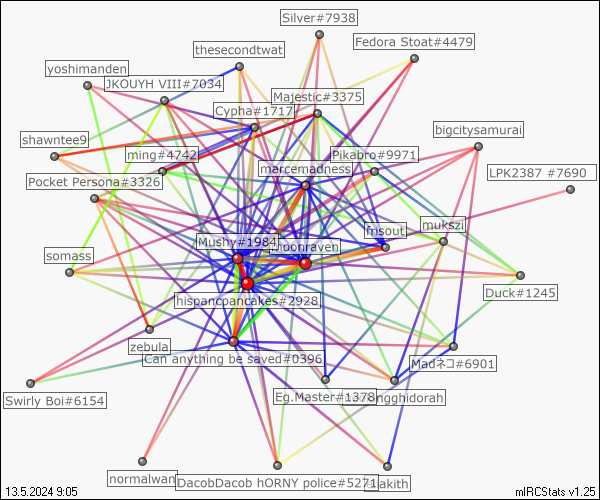 Silver#7938
Fedora Stoat#4479
thesecondtwat
yoshimanden
JKOUYH VIII#7034
Majestic#3375
Cypha#1717
bigcitysamurai
shawntee9
ming#4742
Pikabro#9971
marcemadness
LPK2387 #7690
Pocket Persona#3326
frisout
mukszi
Mushy#1984
moonraven
somass
Duck#1245
hispancpancakes#2928
zebula
Can anything be saved#0396
Madネコ#6901
Swirly Boi#6154
Eg.Master#1378
ngghidorah
normalwan
DacobDacob hORNY police#5271
akith
13.5.2024 9:05
mIRCStats v1.25